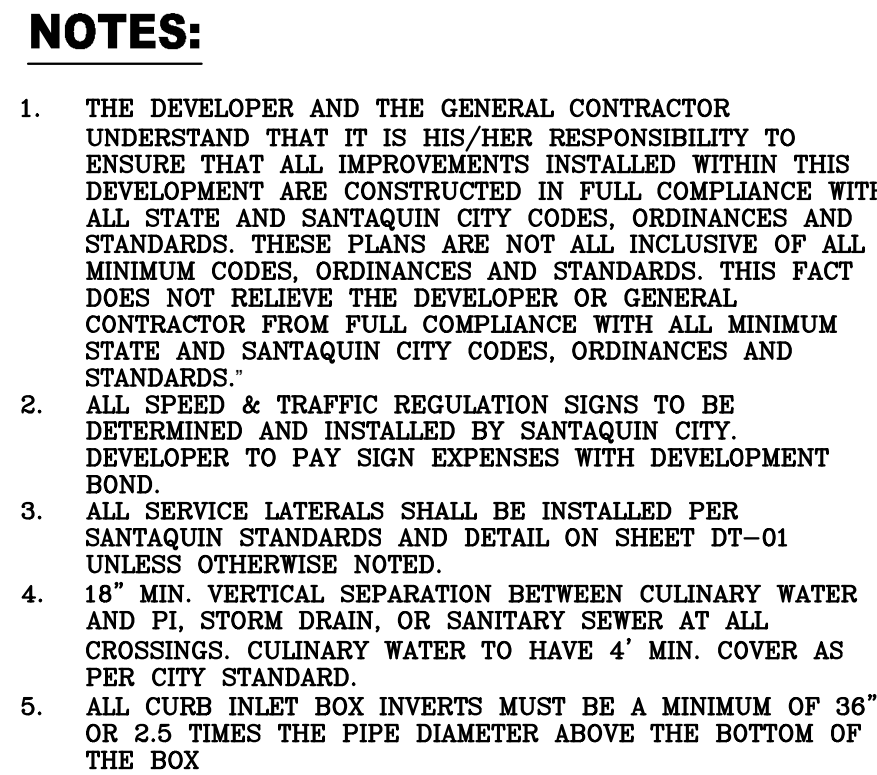 NOTES:
1. THE DEVELOPER AND THE GENERAL CONTRACTOR
UNDERSTAND THAT IT IS HIS/HER RESPONSIBILITY TO
ENSURE THAT ALL IMPROVEMENTS INSTALLED WITHIN THIS
DEVELOPMENT ARE CONSTRUCTED IN FULL COMPLIANCE WITH
ALL STATE AND SANTAQUIN CITY CODES, ORDINANCES AND
STANDARDS. THESE PLANS ARE NOT ALL INCLUSIVE OF ALL
MINIMUM CODES, ORDINANCES AND STANDARDS. THIS FACT
DOES NOT RELIEVE THE DEVELOPER OR GENERAL
CONTRACTOR FROM FULL COMPLIANCE WITH ALL MINIMUM
STATE AND SANTAQUIN CITY CODES, ORDINANCES AND
STANDARDS.”
2. ALL SPEED & TRAFFIC REGULATION SIGNS TO BE
DETERMINED AND INSTALLED BY SANTAQUIN CITY.
DEVELOPER TO PAY SIGN EXPENSES WITH DEVELOPMENT
BOND.
3. ALL SERVICE LATERALS SHALL BE INSTALLED PER
SANTAQUIN STANDARDS AND DETAIL ON SHEET DT–01
UNLESS OTHERWISE NOTED.
4. 18” MIN. VERTICAL SEPARATION BETWEEN CULINARY WATER
AND PI, STORM DRAIN, OR SANITARY SEWER AT ALL
CROSSINGS. CULINARY WATER TO HAVE 4’ MIN. COVER AS
PER CITY STANDARD.
5. ALL CURB INLET BOX INVERTS MUST BE A MINIMUM OF 36”
OR 2.5 TIMES THE PIPE DIAMETER ABOVE THE BOTTOM OF
THE BOX